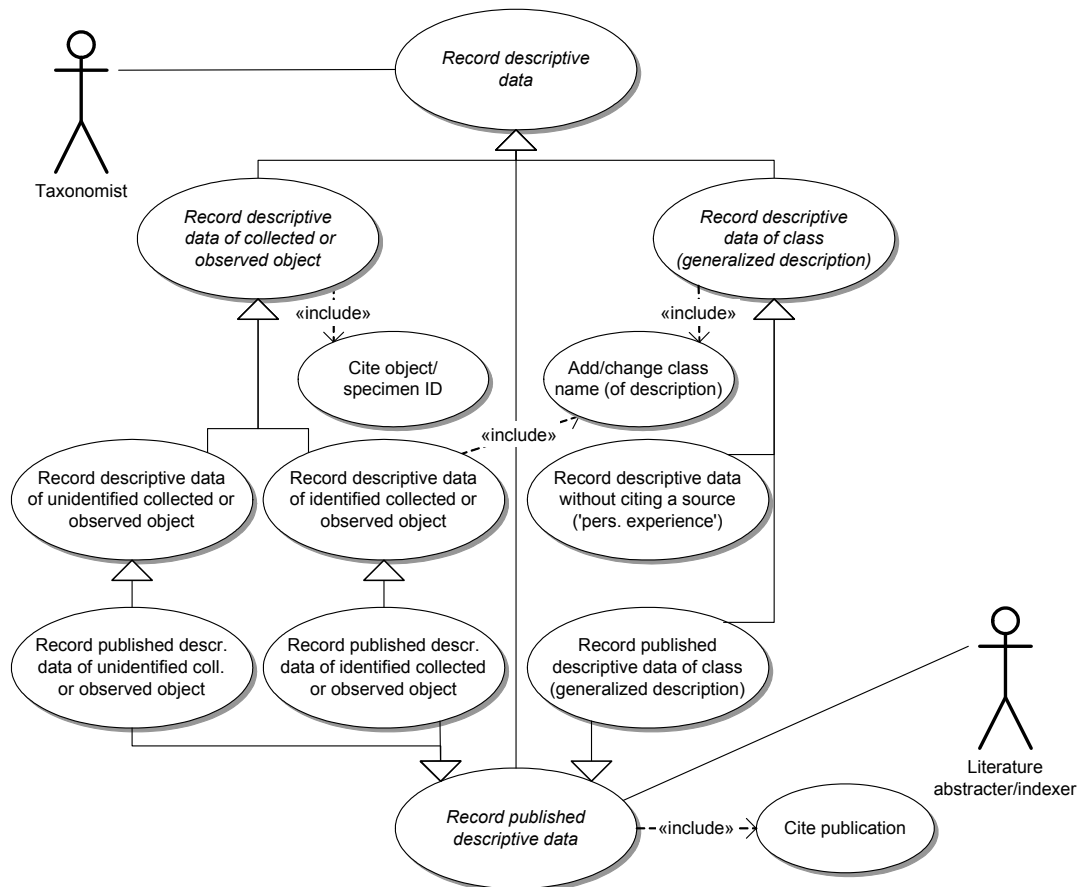 Record descriptive
data
Taxonomist
Record descriptive
data of collected or
observed object
Record descriptive
data of class
(generalized description)
«include»
«include»
Cite object/
specimen ID
Add/change class
name (of description)
«include»
Record descriptive data
of unidentified collected or
observed object
Record descriptive data
of identified collected or
observed object
Record descriptive data
without citing a source
('pers. experience')
Record published descr.
data of unidentified coll.
or observed object
Record published descr.
data of identified collected
or observed object
Record published
descriptive data of class
(generalized description)
Literature
abstracter/indexer
Record published
descriptive data
«include»
Cite publication